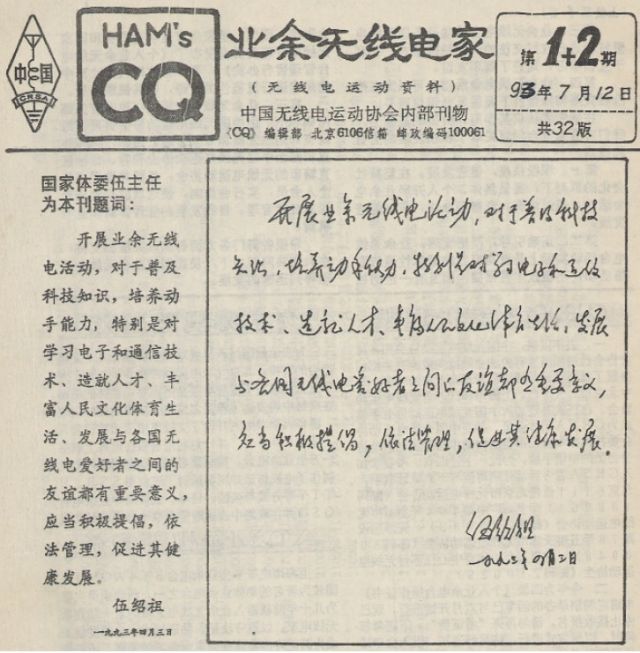 中国
CRSA
HAM's
CQ
业余无线电家
(无线电运动资料)
中国无线电运动协会内部刊物
《CQ》编辑部 北京6106信箱 邮政编码100061
第1+2期
93年7月12日
共32版
国家体委伍主任
为本刊题词：
开展业余无线
电活动，对于普及
科技知识，培养动
手能力，特别是对
学习电子和通信技
术、造就人才、丰
富人民文化体育生
活、发展与各国无
线电爱好者之间的
友谊都有重要意义，
应当积极提倡，依
法管理，促进其健
康发展。
伍绍祖
一九九三年四月三日
开展业余无线电活动，对于普及科技
知识，培养动手能力，特别是对学习电子和通信
技术、造就人才、丰富人民文化体育生活，发展
与各国无线电爱好者之间的友谊都有重要意义，
应当积极提倡，依法管理，促进其健康发展。
伍绍祖